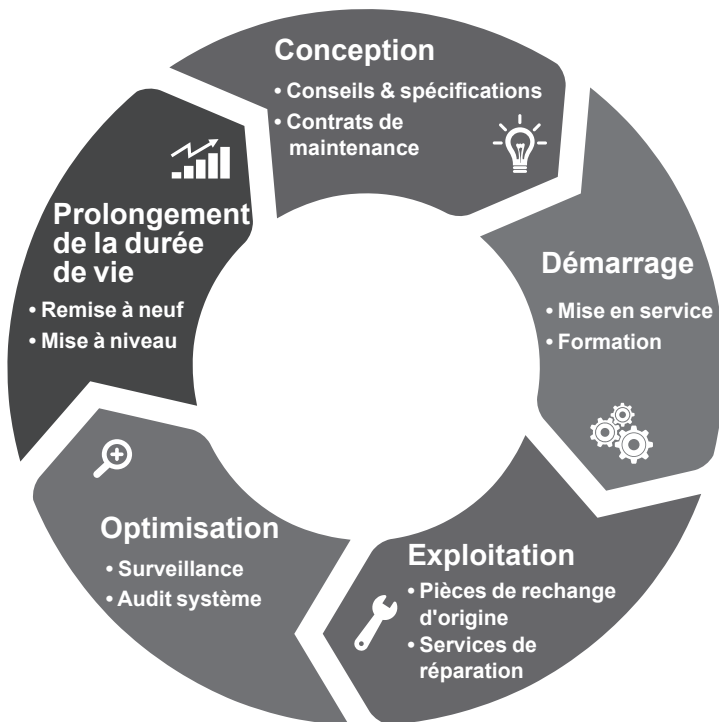 Conception
• Conseils & spécifications
• Contrats de
maintenance
Démarrage
• Mise en service
• Formation
Exploitation
• Pièces de rechange
d'origine
• Services de
réparation
Optimisation
• Surveillance
• Audit système
Prolongement
de la durée
de vie
• Remise à neuf
• Mise à niveau